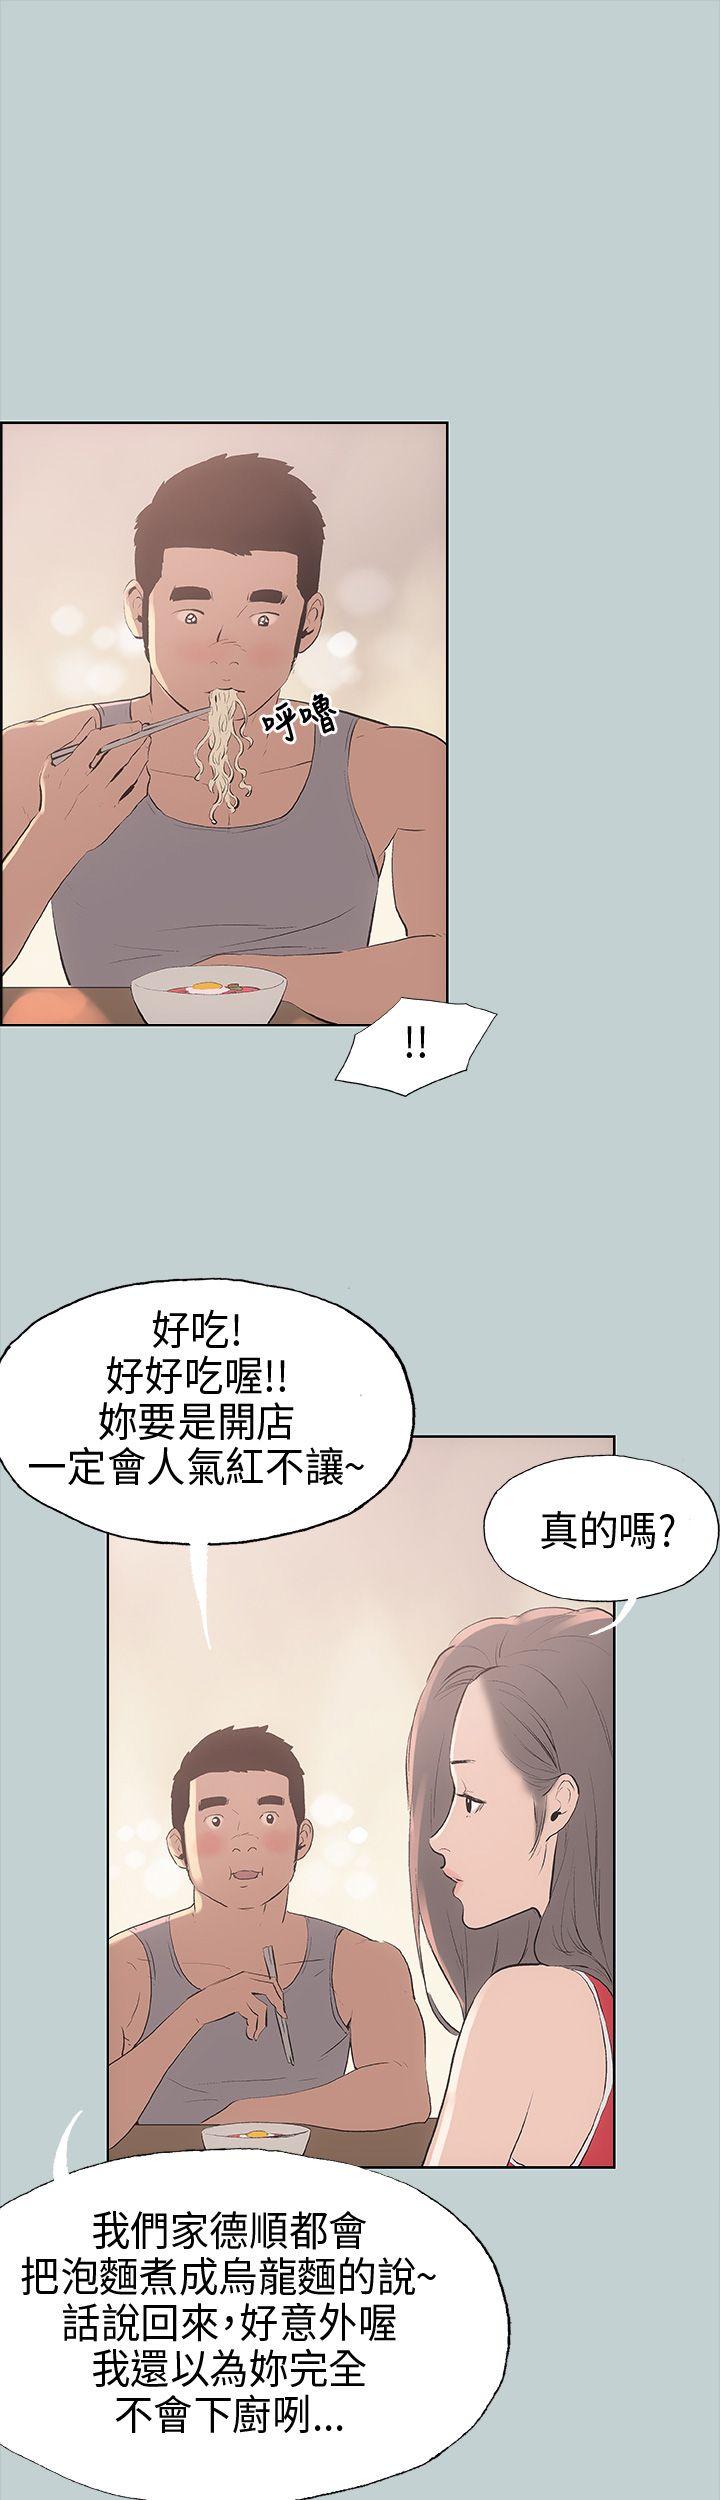 呼嚕
!!
好吃!
好好吃喔!!
妳要是開店
一定會人氣紅不讓~
真的嗎?
我們家德順都會
把泡麵煮成烏龍麵的說~
話說回來,好意外喔
我還以為妳完全
不會下廚咧...